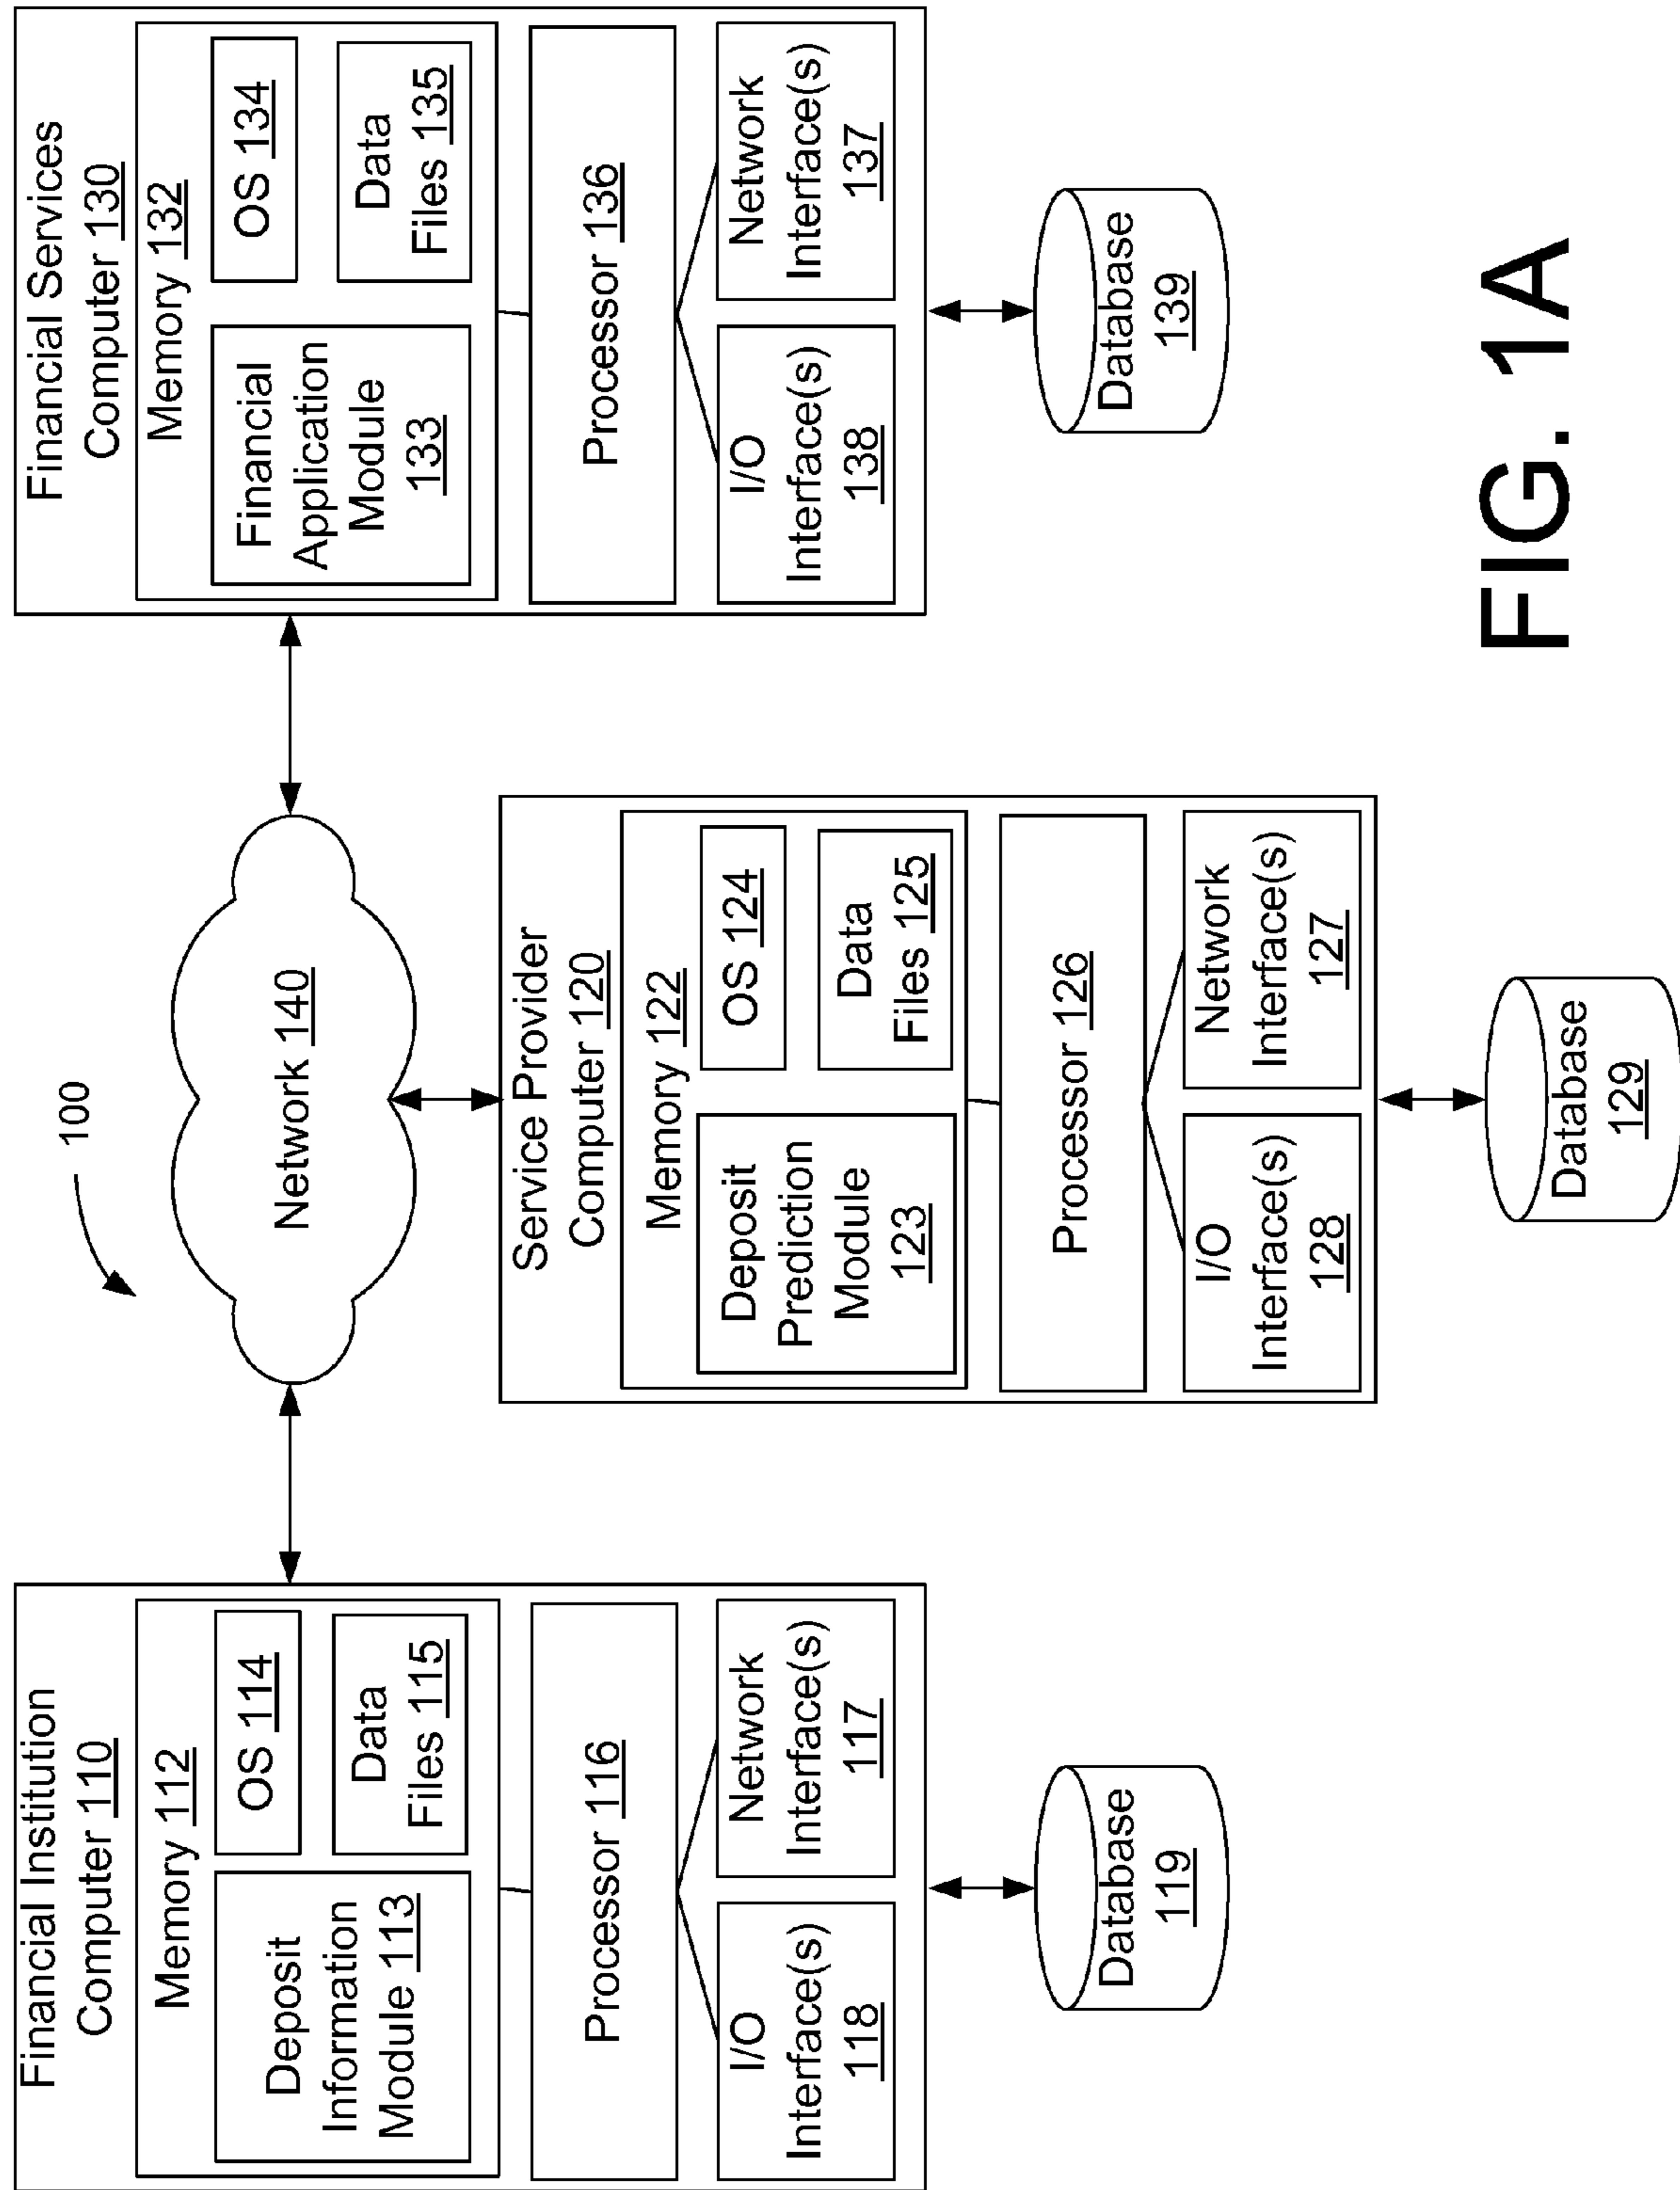 100
Financial Institution
Computer 110
Memory 112
Deposit
Information
Module 113
OS 114
Data
Files 115
Processor 116
I/O
Interface(s)
118
Network
Interface(s)
117
Database
119
Network 140
Service Provider
Computer 120
Memory 122
Deposit
Prediction
Module
123
OS 124
Data
Files 125
Processor 126
I/O
Interface(s)
128
Network
Interface(s)
127
Database
129
Financial Services
Computer 130
Memory 132
Financial
Application
Module
133
OS 134
Data
Files 135
Processor 136
I/O
Interface(s)
138
Network
Interface(s)
137
Database
139
FIG. 1A